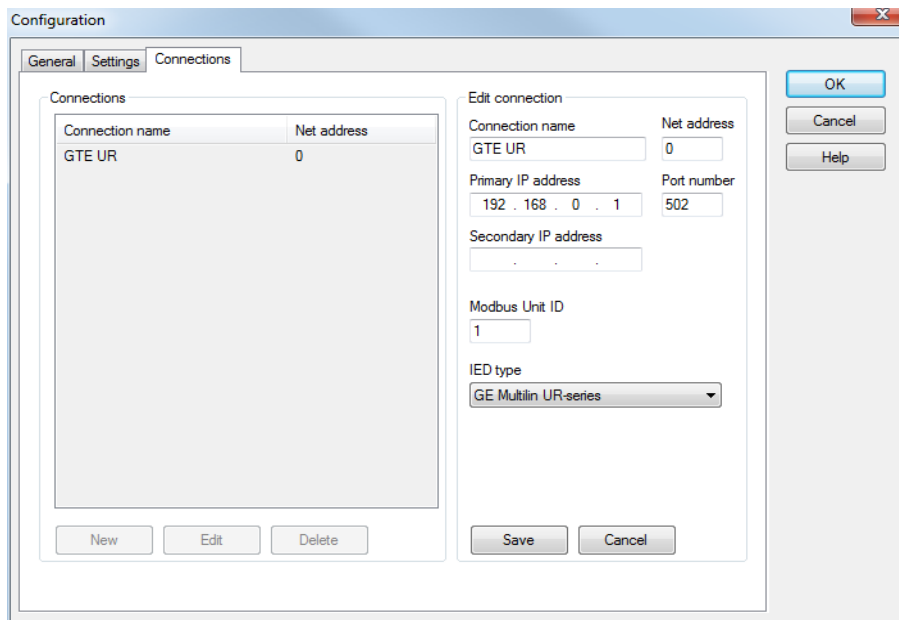 Configuration
General Settings Connections
Connections
Connection name Net address
GTE UR 0
New Edit Delete
Edit connection
Connection name Net address
GTE UR 0
Primary IP address Port number
192 . 168 . 0 . 1 502
Secondary IP address
. . .
Modbus Unit ID
1
IED type
GE Multilin UR-series
Save Cancel
OK
Cancel
Help